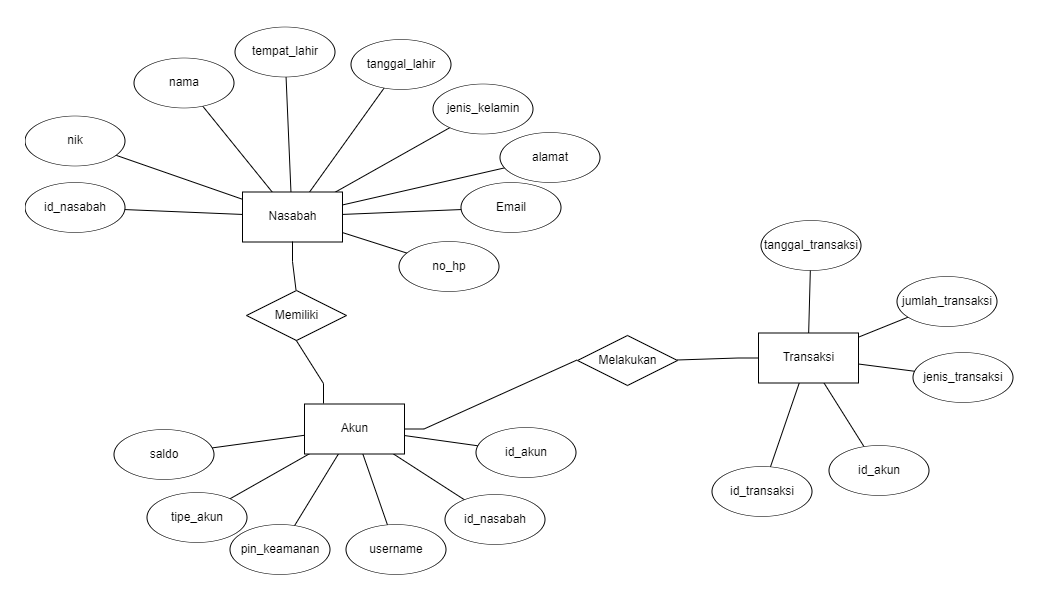 tempat_lahir
tanggal_lahir
nama
jenis_kelamin
nik
alamat
id_nasabah
Nasabah
Email
no_hp
tanggal_transaksi
jumlah_transaksi
Memiliki
Melakukan
Transaksi
jenis_transaksi
Akun
saldo
id_akun
id_akun
id_transaksi
tipe_akun
id_nasabah
pin_keamanan
username